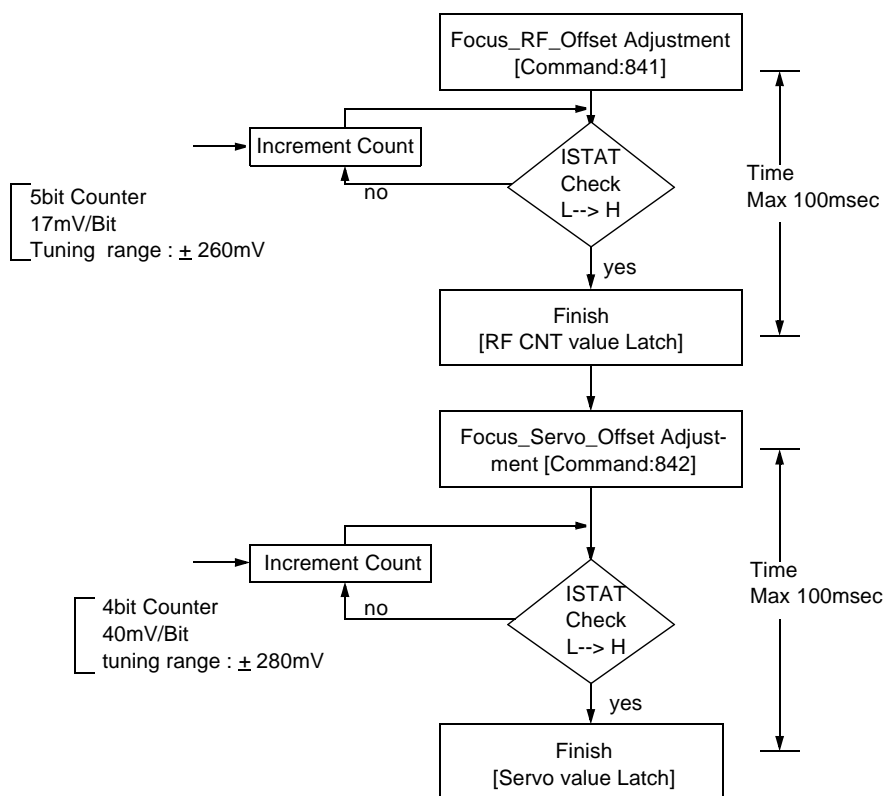 Focus_RF_Offset Adjustment
[Command:841]
Increment Count
ISTAT
Check
L--> H
no
Time
Max 100msec
5bit Counter
17mV/Bit
Tuning range : ± 260mV
yes
Finish
[RF CNT value Latch]
Focus_Servo_Offset Adjust-
ment [Command:842]
Increment Count
ISTAT
Check
L--> H
no
Time
Max 100msec
4bit Counter
40mV/Bit
tuning range : ± 280mV
yes
Finish
[Servo value Latch]